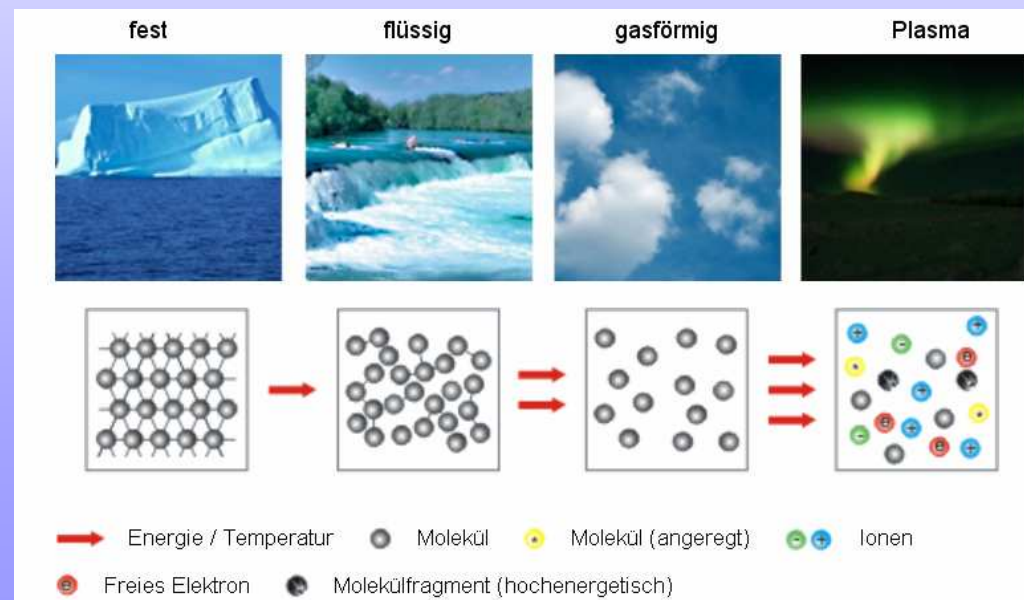 fest flüssig gasförmig Plasma
Energie / Temperatur Molekül Molekül (angeregt) Ionen
Freies Elektron Molekülfragment (hochenergetisch)